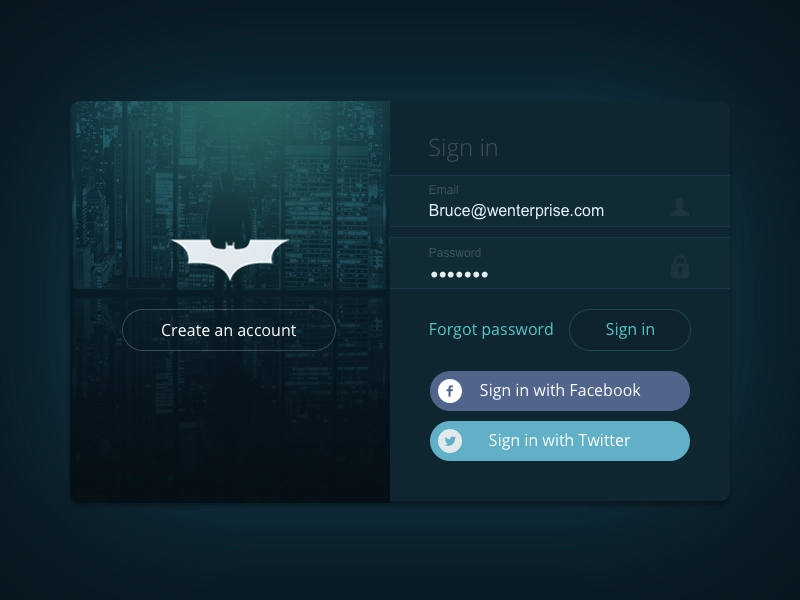 Sign in
Email
Bruce@wenterprise.com
Password
•••••••
Create an account
Forgot password
Sign in
Sign in with Facebook
Sign in with Twitter